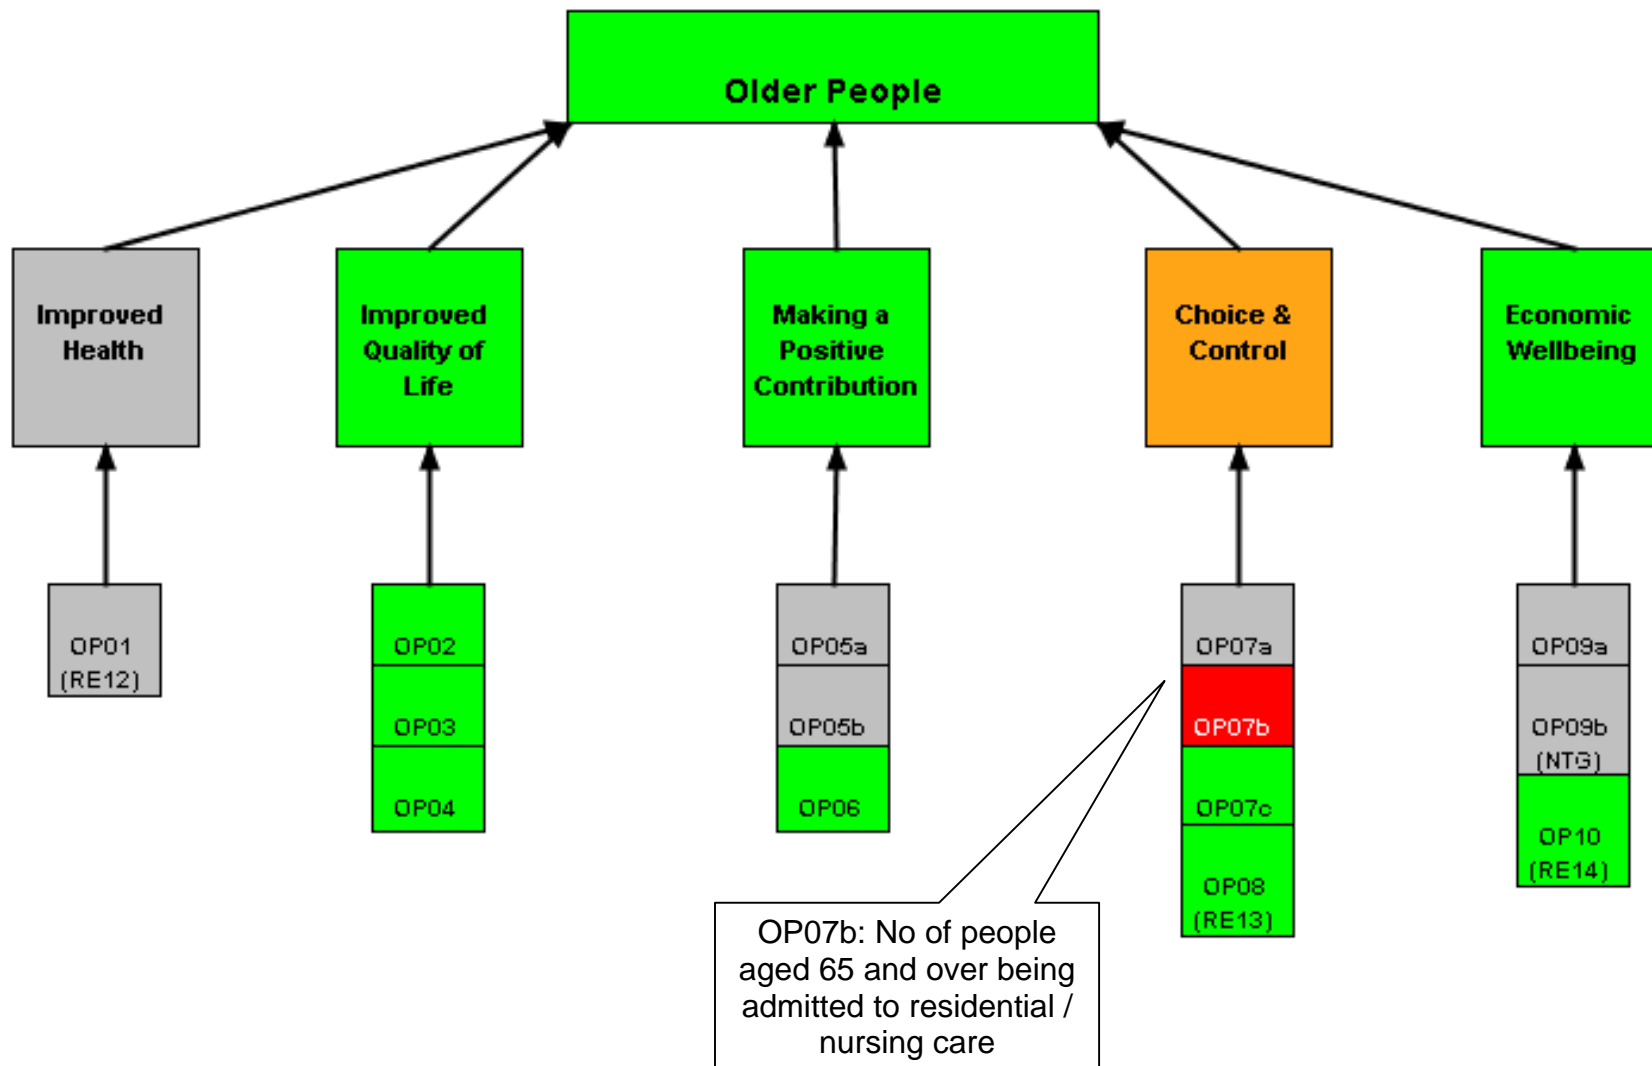 Older People
Improved
Health
Improved
Quality of
Life
Making a
Positive
Contribution
Choice &
Control
Economic
Wellbeing
OP01
(RE12)
OP02
OP03
OP04
OP05a
OP05b
OP06
OP07a
OP07b
OP07c
OP08
(RE13)
OP09a
OP09b
(NTG)
OP10
(RE14)
OP07b: No of people
aged 65 and over being
admitted to residential /
nursing care